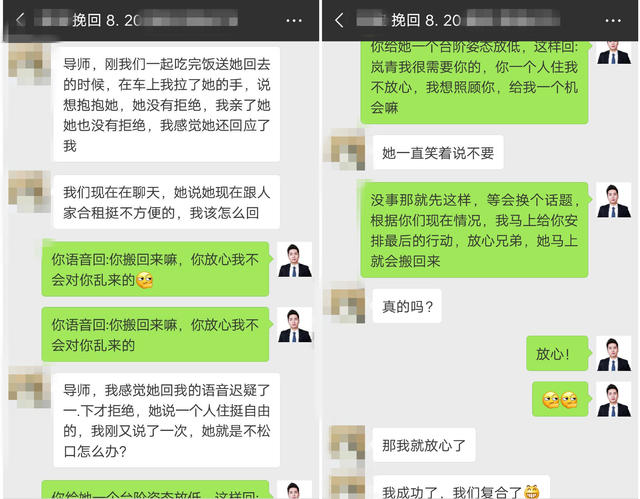 挽回 8. 20
导师，刚我们一起吃完饭送她回去
的时候，在车上我拉了她的手，说
想抱抱她，她没有拒绝，我亲了她
她也没有拒绝，我感觉她还回应了
我
我们现在在聊天，她说她现在跟人
家合租挺不方便的，我该怎么回
你语音回:你搬回来嘛，你放心我不
会对你乱来的
你语音回:你搬回来嘛，你放心我不
会对你乱来的
导师，我感觉她回我的语音迟疑了
一.下才拒绝，她说一个人住挺自由
的，我刚又说了一次，她就是不松
口怎么办?
你给她一个台阶姿态放低，这样回:
挽回 8. 20
你给她一个台阶姿态放低，这样回:
岚青我很需要你的，你一个人住我
不放心，我想照顾你，给我一个机
会嘛
她一直笑着说不要
没事那就先这样，等会换个话题，
根据你们现在情况，我马上给你安
排最后的行动，放心兄弟，她马上
就会搬回来
真的吗?
放心！
那我就放心了
我成功了，我们复合了